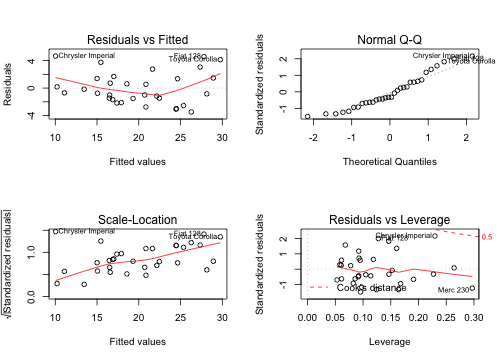 Residuals vs Fitted
Residuals
4
0
-4
Chrysler Imperial
Fiat 128
Toyota Corolla
10
15
20
25
30
Fitted values
Normal Q-Q
Standardized residuals
2
1
0
-1
Chrysler Imperial
Fiat 128
Toyota Corolla
-2
-1
0
1
2
Theoretical Quantiles
Scale-Location
√|Standardized residuals|
1.0
0.0
Chrysler Imperial
Fiat 128
Toyota Corolla
10
15
20
25
30
Fitted values
Residuals vs Leverage
Standardized residuals
2
1
-1
Chrysler Imperial
Fiat 128
Merc 230
Cook's distance
0.5
0.00
0.05
0.10
0.15
0.20
0.25
0.30
Leverage